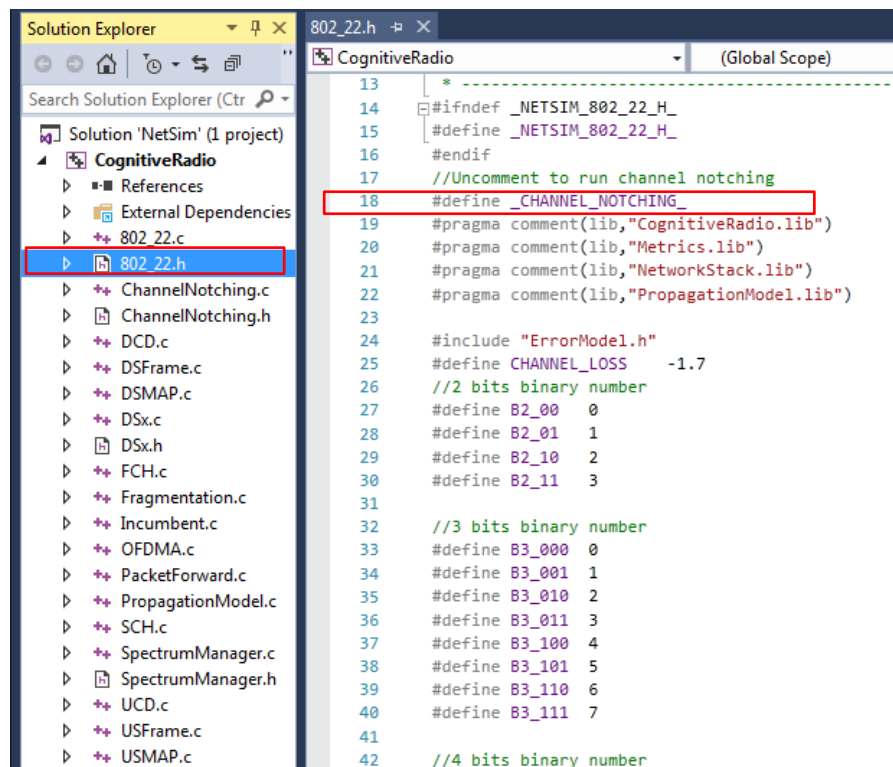 Solution Explorer
Search Solution Explorer (Ctr
Solution 'NetSim' (1 project)
CognitiveRadio
References
External Dependencies
802_22.c
802_22.h
ChannelNotching.c
ChannelNotching.h
DCD.c
DSFrame.c
DSMAP.c
DSx.c
DSx.h
FCH.c
Fragmentation.c
Incumbent.c
OFDMA.c
PacketForward.c
PropagationModel.c
SCH.c
SpectrumManager.c
SpectrumManager.h
UCD.c
USFrame.c
USMAP.c
802_22.h
CognitiveRadio (Global Scope)
13 * --------------------------------------------
14 #ifndef _NETSIM_802_22_H_
15 #define _NETSIM_802_22_H_
16 #endif
17 //Uncomment to run channel notching
18 #define _CHANNEL_NOTCHING_
19 #pragma comment(lib,"CognitiveRadio.lib")
20 #pragma comment(lib,"Metrics.lib")
21 #pragma comment(lib,"NetworkStack.lib")
22 #pragma comment(lib,"PropagationModel.lib")
23
24 #include "ErrorModel.h"
25 #define CHANNEL_LOSS -1.7
26 //2 bits binary number
27 #define B2_00 0
28 #define B2_01 1
29 #define B2_10 2
30 #define B2_11 3
31
32 //3 bits binary number
33 #define B3_000 0
34 #define B3_001 1
35 #define B3_010 2
36 #define B3_011 3
37 #define B3_100 4
38 #define B3_101 5
39 #define B3_110 6
40 #define B3_111 7
41
42 //4 bits binary number